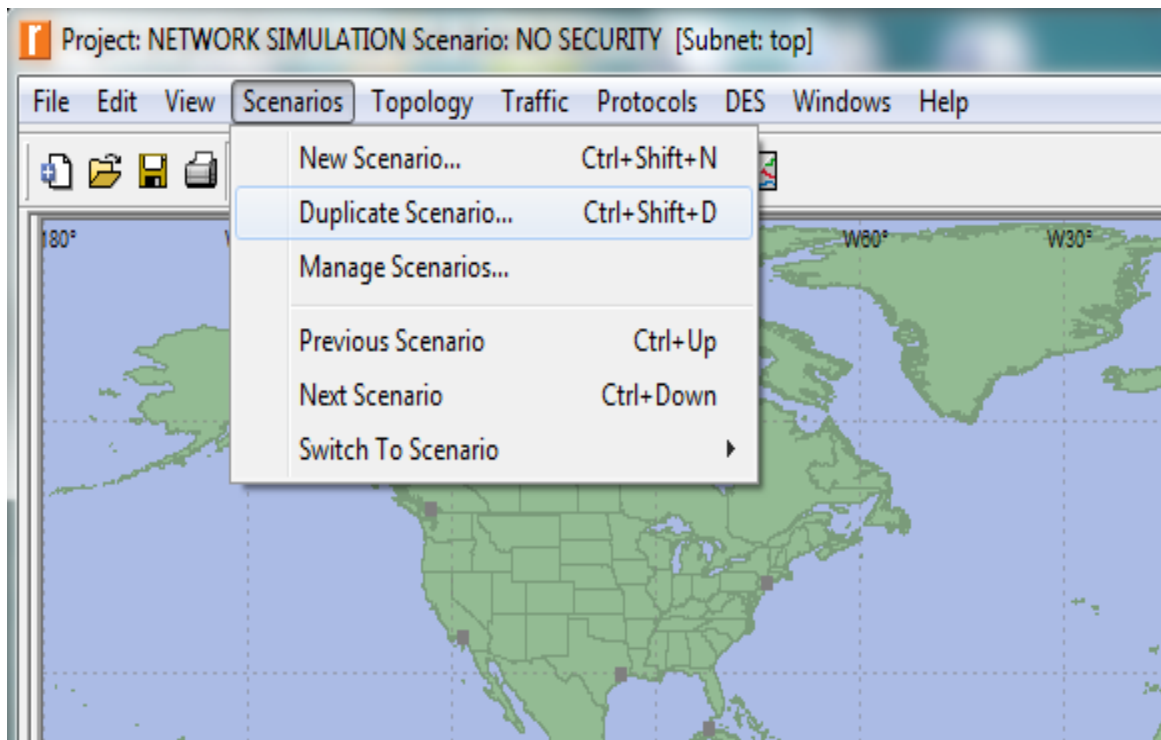 Project: NETWORK SIMULATION Scenario: NO SECURITY [Subnet: top]
File Edit View Scenarios Topology Traffic Protocols DES Windows Help
New Scenario... Ctrl+Shift+N
Duplicate Scenario... Ctrl+Shift+D
180° W60° W30°
Manage Scenarios...
Previous Scenario Ctrl+Up
Next Scenario Ctrl+Down
Switch To Scenario